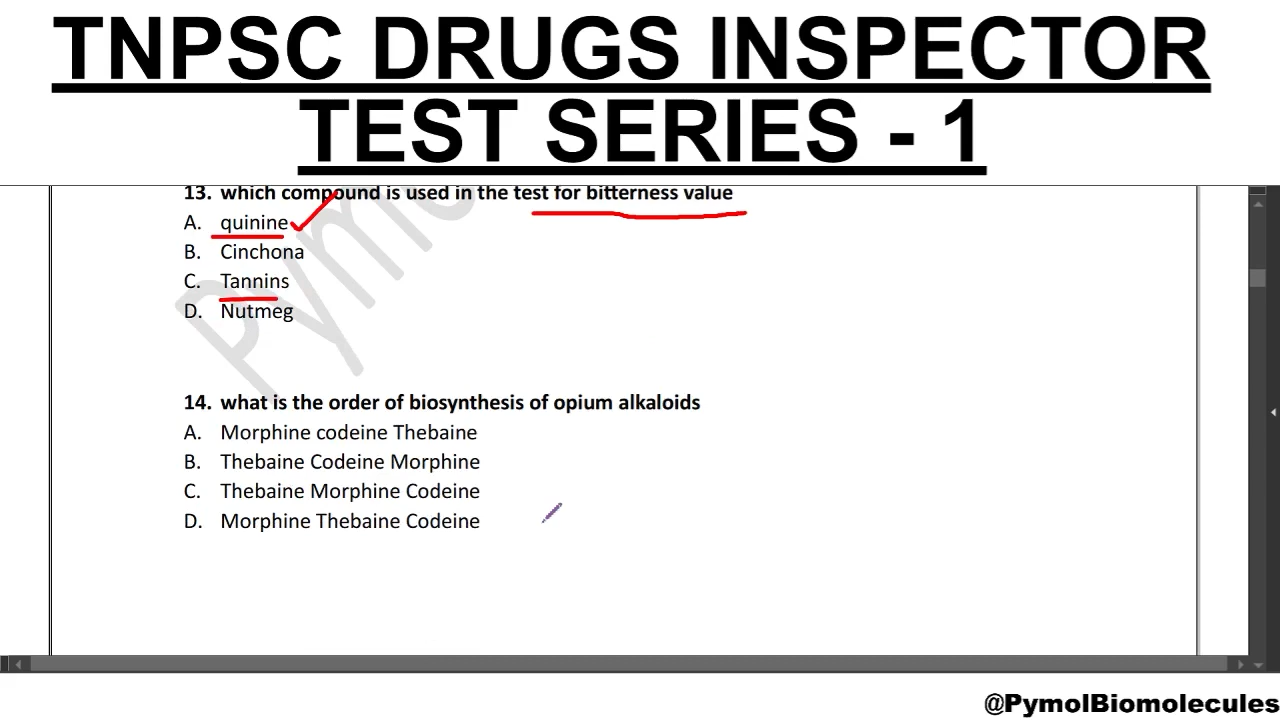 TNPSC DRUGS INSPECTOR
TEST SERIES - 1
13. which compound is used in the test for bitterness value
A. quinine
B. Cinchona
C. Tannins
D. Nutmeg
14. what is the order of biosynthesis of opium alkaloids
A. Morphine codeine Thebaine
B. Thebaine Codeine Morphine
C. Thebaine Morphine Codeine
D. Morphine Thebaine Codeine
@PymolBiomolecules